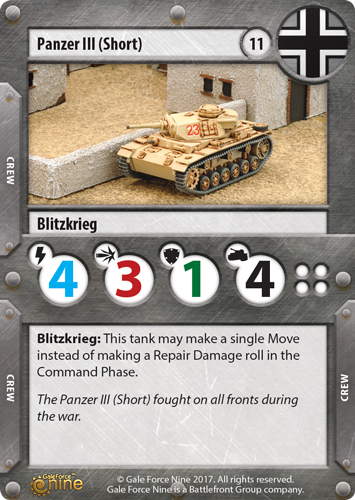 Panzer III (Short)
11
CREW
23
Blitzkrieg
4 3 1 4
Blitzkrieg: This tank may make a single Move
instead of making a Repair Damage roll in the
Command Phase.
The Panzer III (Short) fought on all fronts during
the war.
CREW
CREW
GaleForce
nine
© Gale Force Nine 2017. All rights reserved.
Gale Force Nine is a Battlefront Group company.